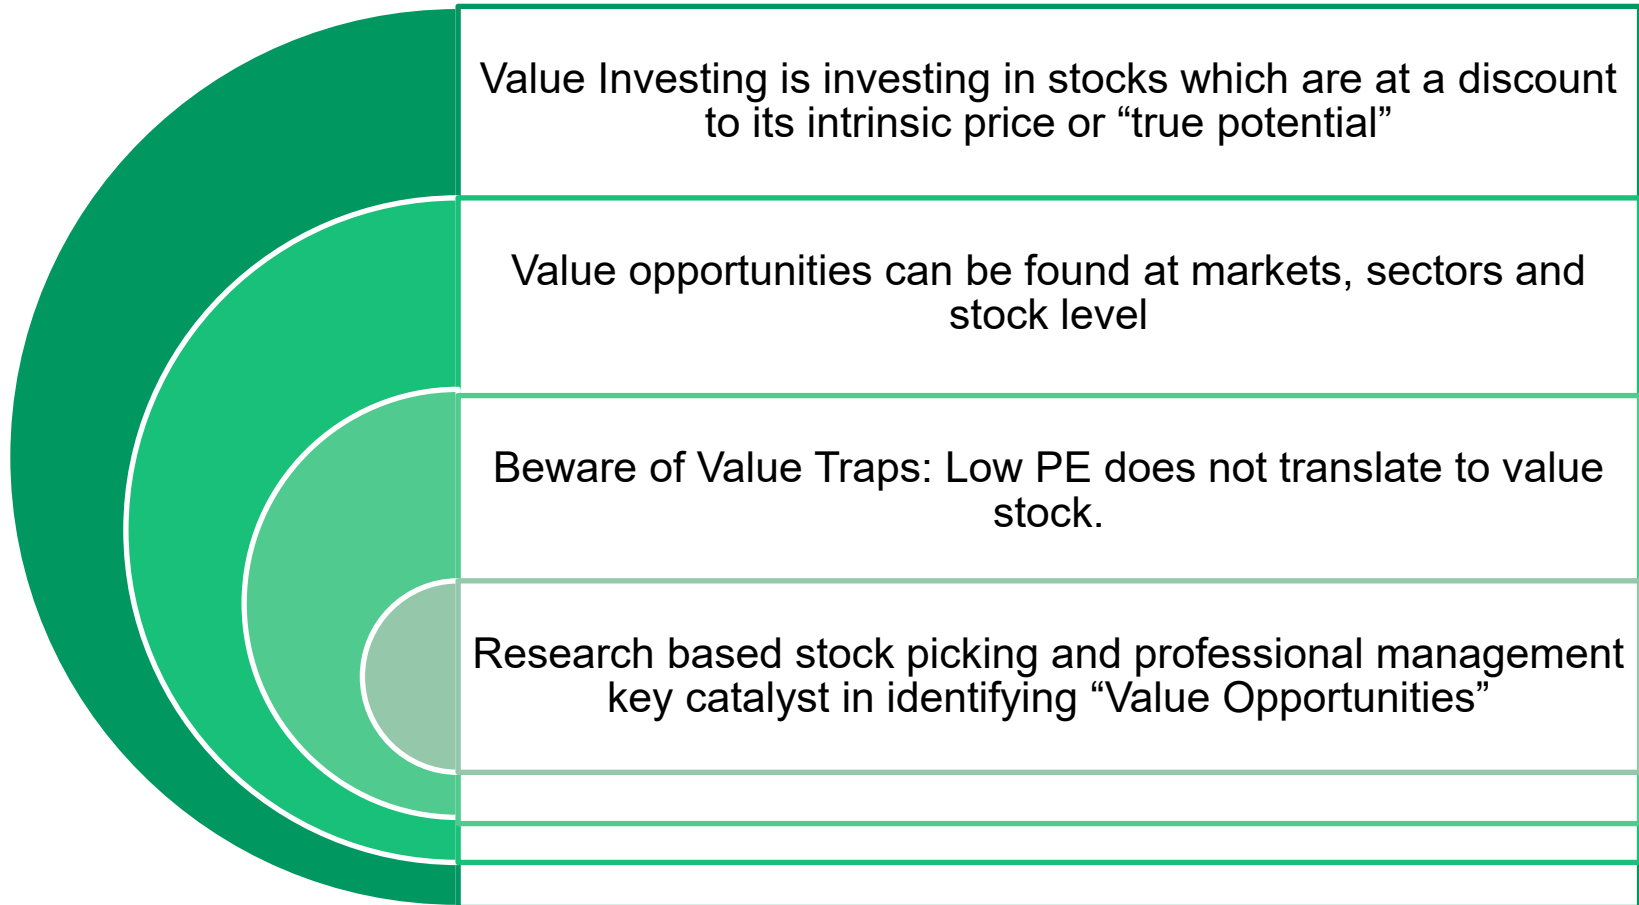 Value Investing is investing in stocks which are at a discount
to its intrinsic price or “true potential”
Value opportunities can be found at markets, sectors and
stock level
Beware of Value Traps: Low PE does not translate to value
stock.
Research based stock picking and professional management
key catalyst in identifying “Value Opportunities”